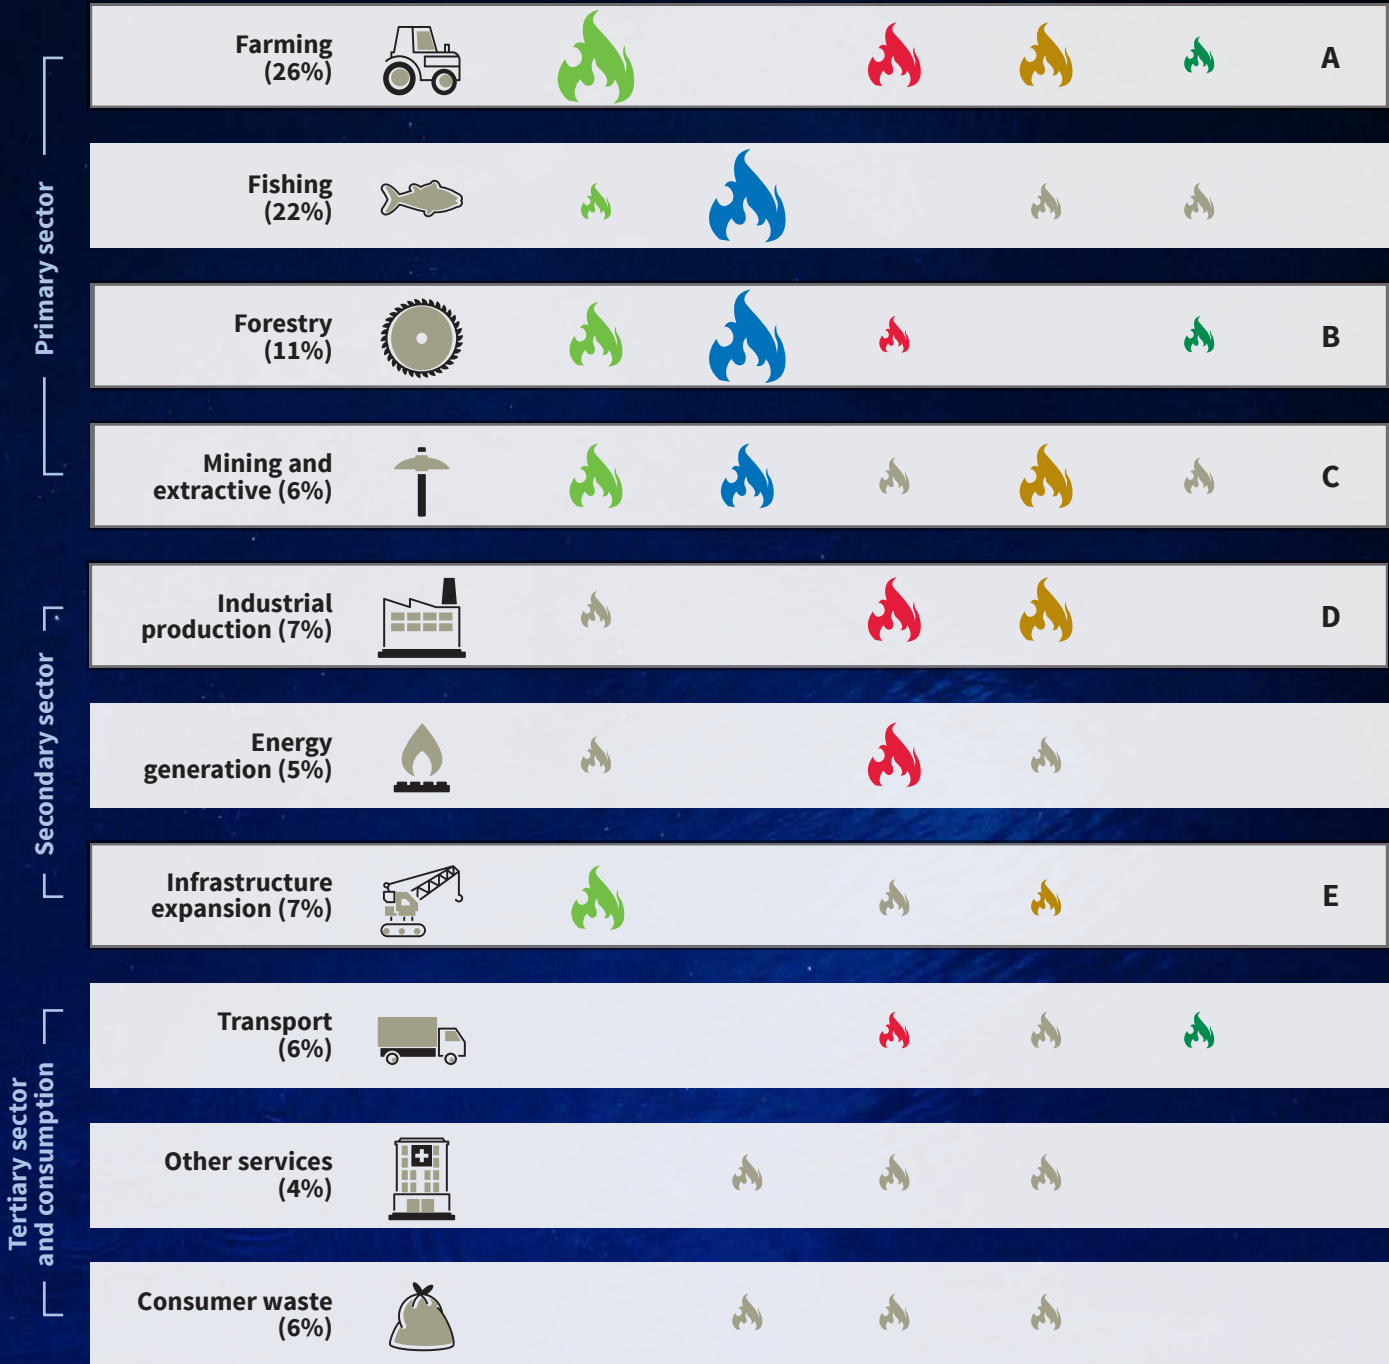 Primary sector
Farming
(26%)
A
Fishing
(22%)
Forestry
(11%)
B
Mining and
extractive (6%)
C
Secondary sector
Industrial
production (7%)
D
Energy
generation (5%)
Infrastructure
expansion (7%)
E
Tertiary sector
and consumption
Transport
(6%)
Other services
(4%)
Consumer waste
(6%)